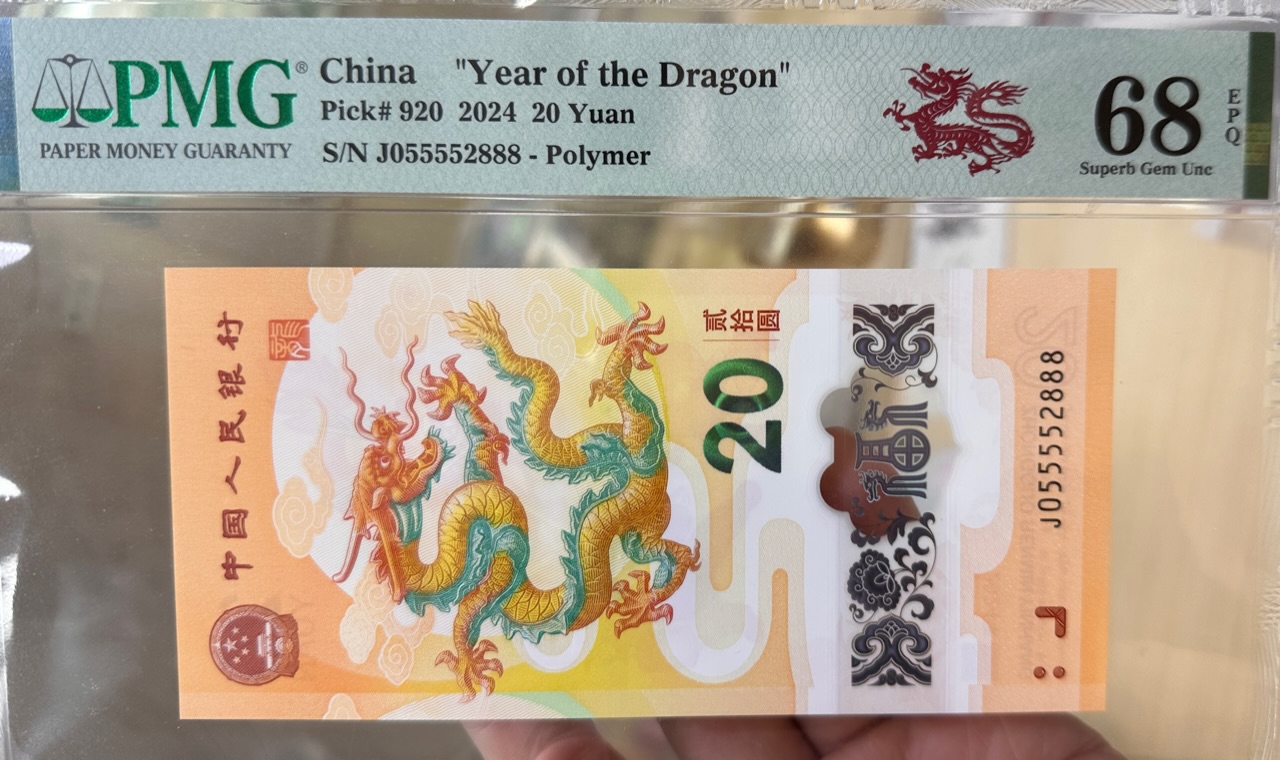 PMG®
PAPER MONEY GUARANTY
China "Year of the Dragon"
Pick# 920 2024 20 Yuan
S/N J055552888 - Polymer
68
EPQ
Superb Gem Unc
中国人民银行
贰拾圆
20
J055552888